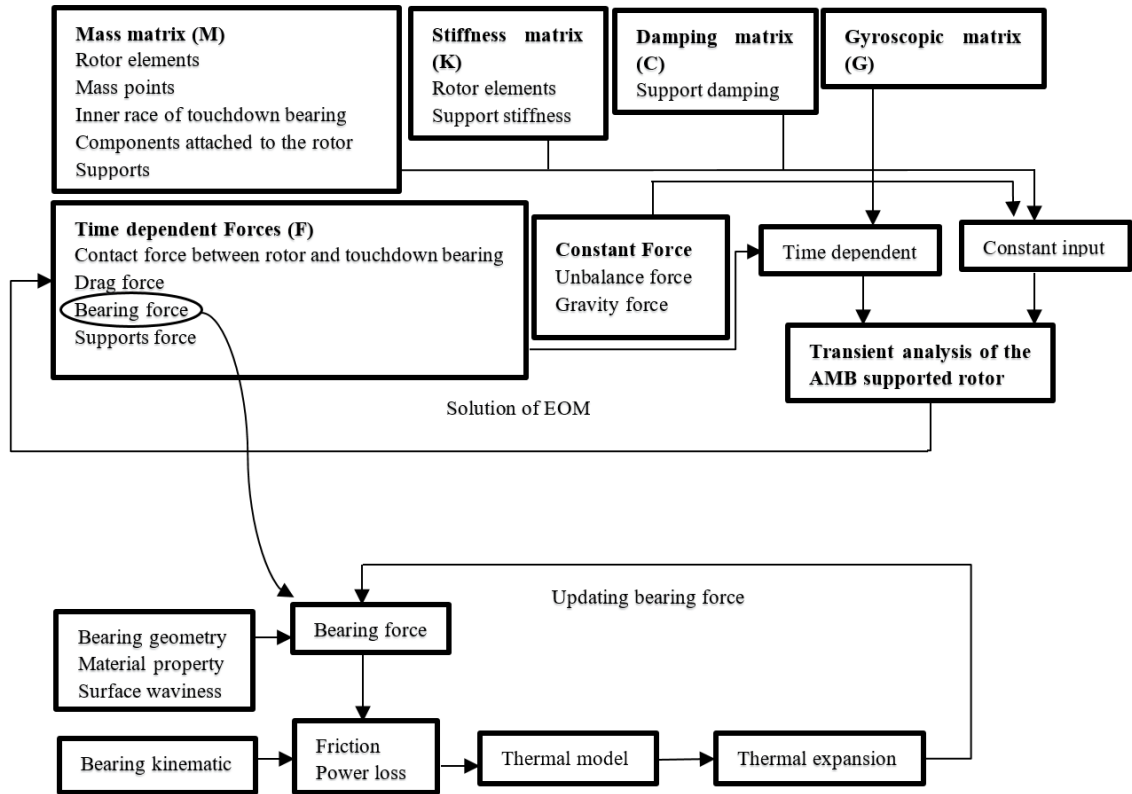 Mass matrix (M)
Rotor elements
Mass points
Inner race of touchdown bearing
Components attached to the rotor
Supports
Stiffness matrix
(K)
Rotor elements
Support stiffness
Damping matrix
(C)
Support damping
Gyroscopic matrix
(G)
Time dependent Forces (F)
Contact force between rotor and touchdown bearing
Drag force
Bearing force
Supports force
Constant Force
Unbalance force
Gravity force
Time dependent
Constant input
Transient analysis of the
AMB supported rotor
Solution of EOM
Updating bearing force
Bearing geometry
Material property
Surface waviness
Bearing force
Bearing kinematic
Friction
Power loss
Thermal model
Thermal expansion